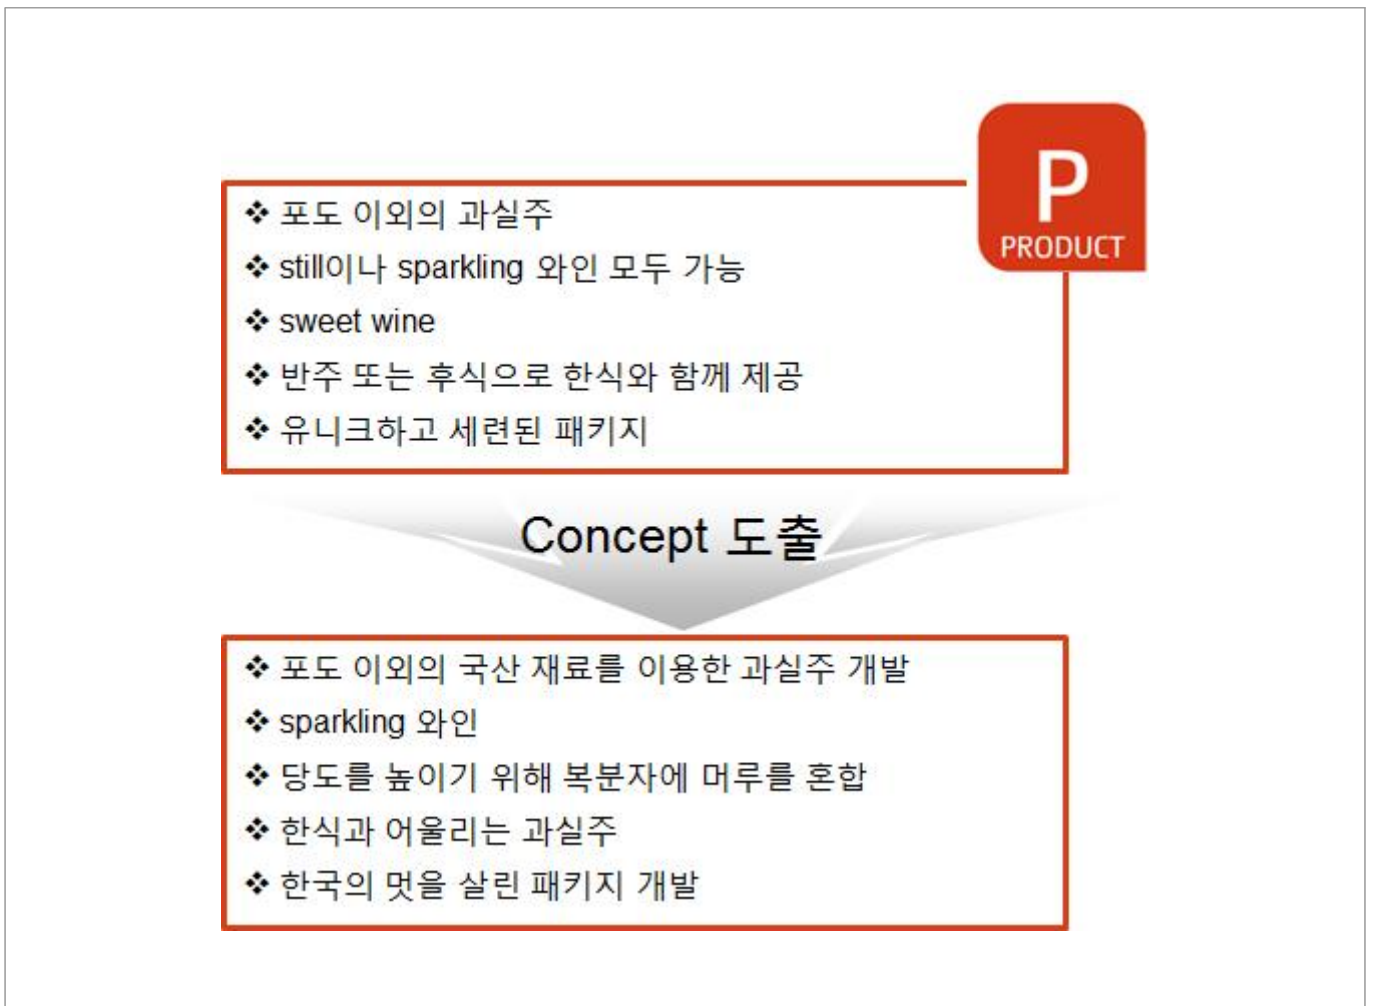 P
PRODUCT
❖ 포도 이외의 과실주
❖ still이나 sparkling 와인 모두 가능
❖ sweet wine
❖ 반주 또는 후식으로 한식와 함께 제공
❖ 유니크하고 세련된 패키지
Concept 도출
❖ 포도 이외의 국산 재료를 이용한 과실주 개발
❖ sparkling 와인
❖ 당도를 높이기 위해 복분자에 머루를 혼합
❖ 한식과 어울리는 과실주
❖ 한국의 멋을 살린 패키지 개발